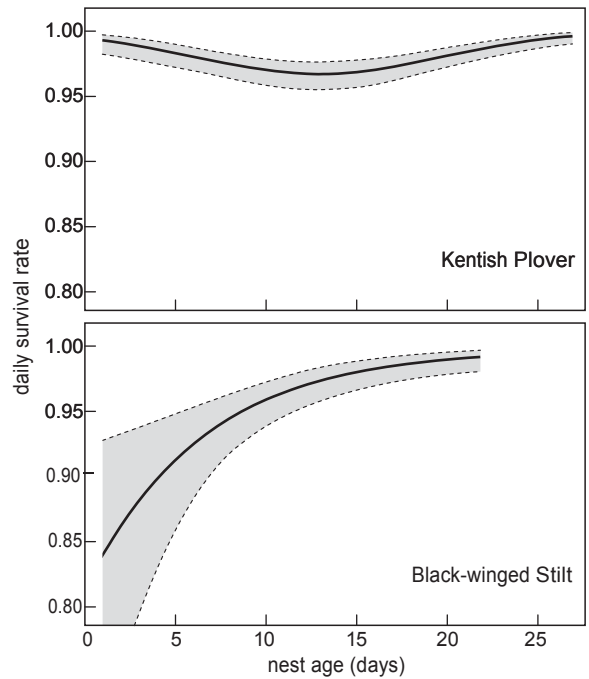 1.00
0.95
0.90
0.85
0.80
Kentish Plover
daily survival rate
1.00
0.95
0.90
0.85
0.80
Black-winged Stilt
0 5 10 15 20 25
nest age (days)